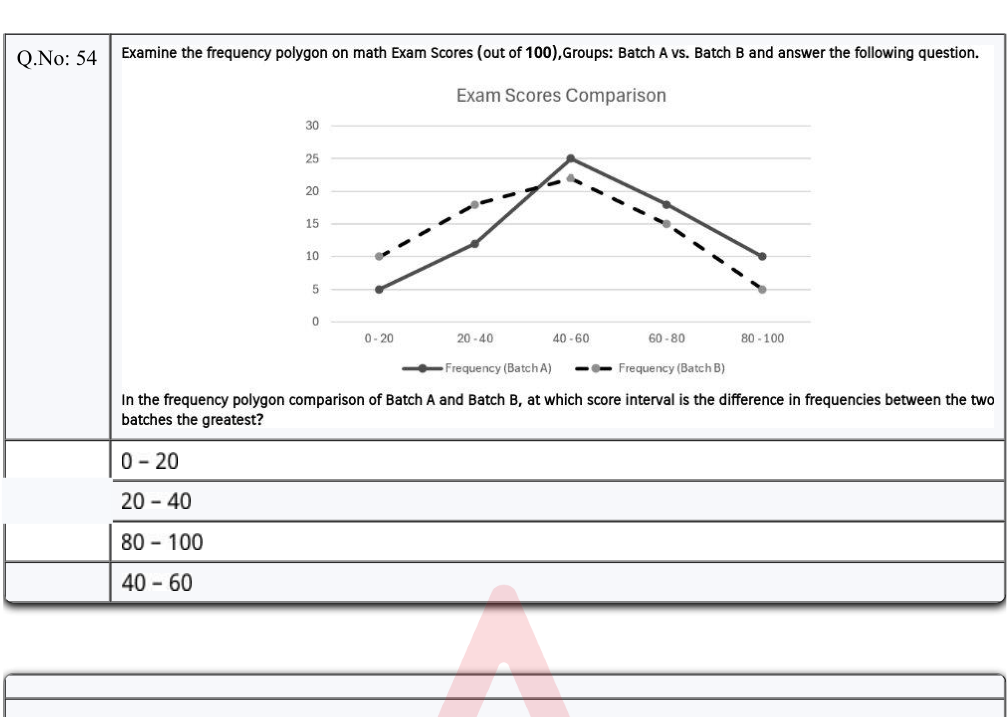 Q.No: 54
Examine the frequency polygon on math Exam Scores (out of 100),Groups: Batch A vs. Batch B and answer the following question.
Exam Scores Comparison
30
25
20
15
10
5
0
0 - 20 20 - 40 40 - 60 60 - 80 80 - 100
Frequency (Batch A) Frequency (Batch B)
In the frequency polygon comparison of Batch A and Batch B, at which score interval is the difference in frequencies between the two
batches the greatest?
0 – 20
20 – 40
80 – 100
40 – 60